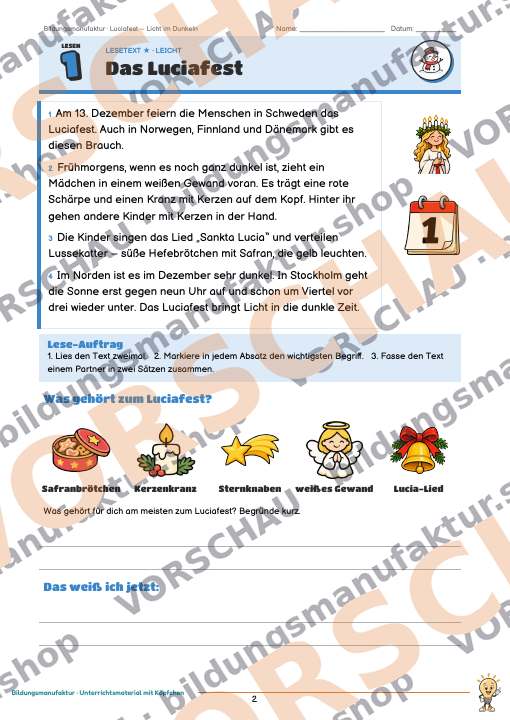 Bildungsmanufaktur · Luciafest – Licht im Dunkeln Name: Datum:
LESEN
1
LESETEXT ★ · LEICHT
Das Luciafest
1 Am 13. Dezember feiern die Menschen in Schweden das
Luciafest. Auch in Norwegen, Finnland und Dänemark gibt es
diesen Brauch.
2 Frühmorgens, wenn es noch ganz dunkel ist, zieht ein
Mädchen in einem weißen Gewand voran. Es trägt eine rote
Schärpe und einen Kranz mit Kerzen auf dem Kopf. Hinter ihr
gehen andere Kinder mit Kerzen in der Hand.
3 Die Kinder singen das Lied „Sankta Lucia“ und verteilen
Lussekatter – süße Hefebrötchen mit Safran, die gelb leuchten.
4 Im Norden ist es im Dezember sehr dunkel. In Stockholm geht
die Sonne erst gegen neun Uhr auf und schon um Viertel vor
drei wieder unter. Das Luciafest bringt Licht in die dunkle Zeit.
1
Lese-Auftrag
1. Lies den Text zweimal. 2. Markiere in jedem Absatz den wichtigsten Begriff. 3. Fasse den Text
einem Partner in zwei Sätzen zusammen.
Was gehört zum Luciafest?
Safranbrötchen Kerzenkranz Sternknaben weißes Gewand Lucia-Lied
Was gehört für dich am meisten zum Luciafest? Begründe kurz.
Das weiß ich jetzt:
Bildungsmanufaktur · Unterrichtsmaterial mit Köpfchen
2
VORSCHAU · bildungsmanufaktur.shop
VORSCHAU